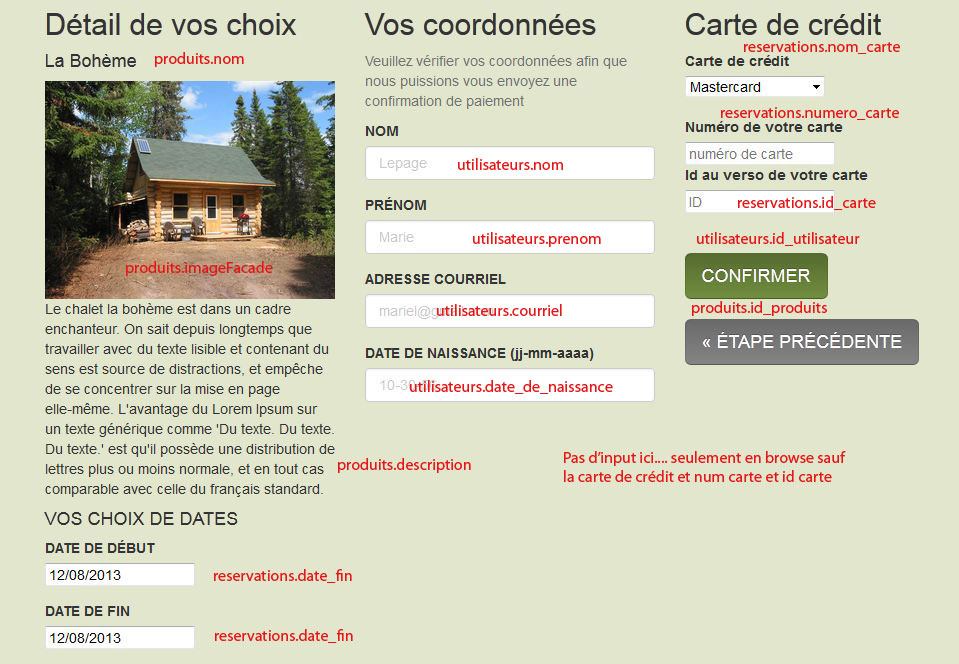 Détail de vos choix
La Bohème
produits.nom
produits.imageFacade
Le chalet la bohème est dans un cadre
enchanteur. On sait depuis longtemps que
travailler avec du texte lisible et contenant du
sens est source de distractions, et empêche
de se concentrer sur la mise en page
elle-même. L'avantage du Lorem Ipsum sur
un texte générique comme 'Du texte. Du texte.
Du texte.' est qu'il possède une distribution de
lettres plus ou moins normale, et en tout cas
comparable avec celle du français standard.
produits.description
VOS CHOIX DE DATES
DATE DE DÉBUT
12/08/2013
reservations.date_fin
DATE DE FIN
12/08/2013
reservations.date_fin
Vos coordonnées
Veuillez vérifier vos coordonnées afin que
nous puissions vous envoyez une
confirmation de paiement
NOM
Lepage
utilisateurs.nom
PRÉNOM
Marie
utilisateurs.prenom
ADRESSE COURRIEL
utilisateurs.courriel
DATE DE NAISSANCE (jj-mm-aaaa)
utilisateurs.date_de_naissance
Pas d'input ici.... seulement en browse sauf
la carte de crédit et num carte et id carte
Carte de crédit
reservations.nom_carte
Carte de crédit
Mastercard
reservations.numero_carte
Numéro de votre carte
numéro de carte
Id au verso de votre carte
ID
reservations.id_carte
utilisateurs.id_utilisateur
CONFIRMER
produits.id_produits
« ÉTAPE PRÉCÉDENTE